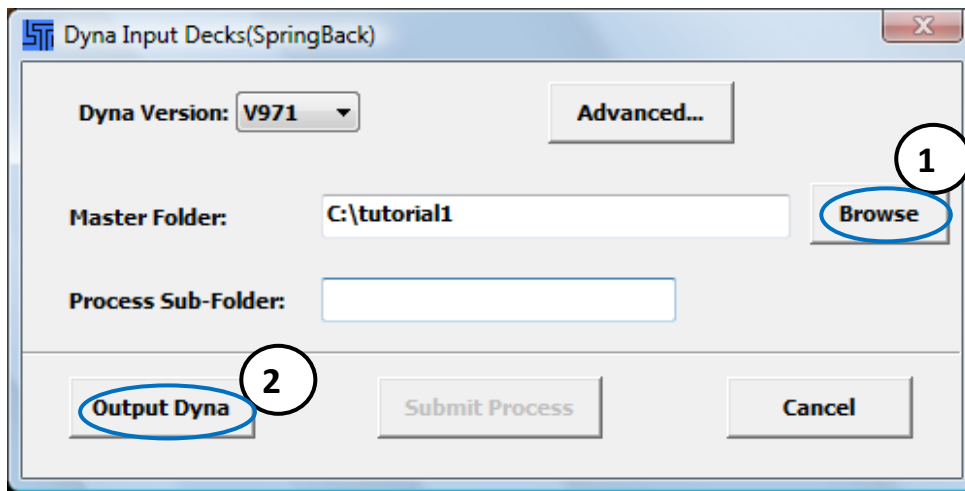 Dyna Input Decks(SpringBack)
Dyna Version: V971 Advanced...
1
Master Folder: C:\tutorial1 Browse
Process Sub-Folder:
2
Output Dyna Submit Process Cancel